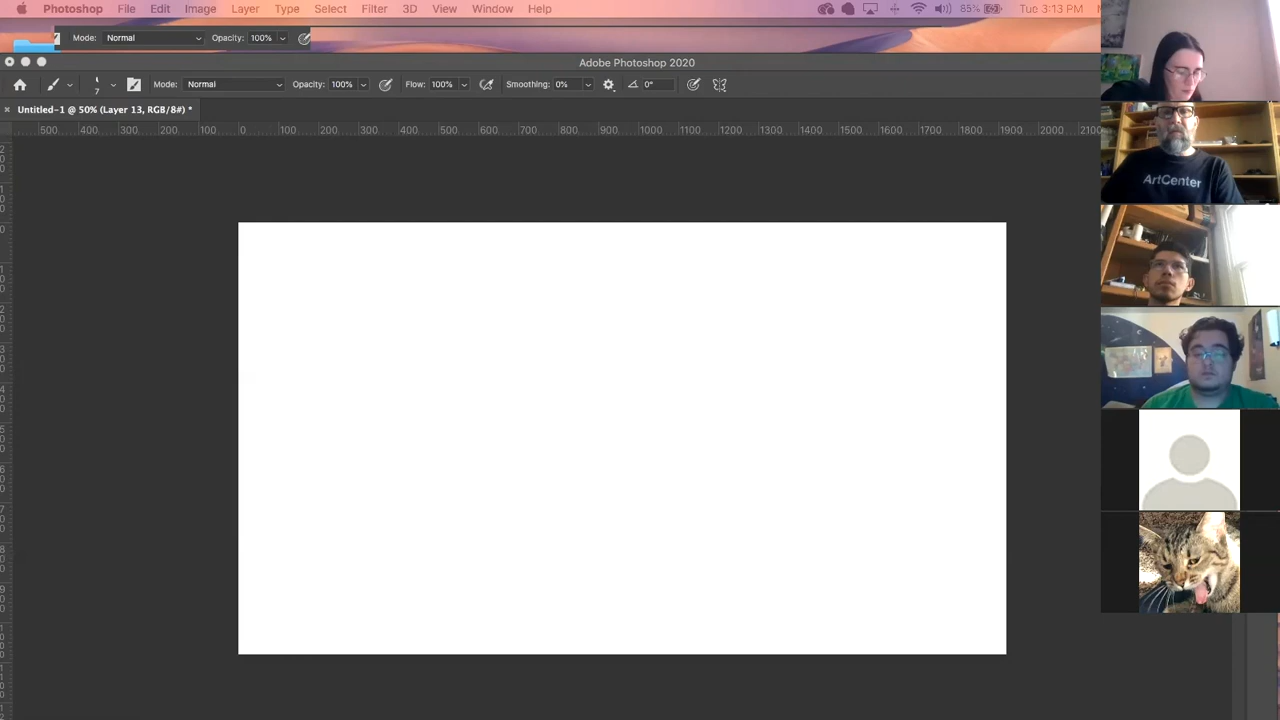 Photoshop File Edit Image Layer Type Select Filter 3D View Window Help 85% Tue 3:13 PM
Mode: Normal Opacity: 100%
Adobe Photoshop 2020
7 Mode: Normal Opacity: 100% Flow: 100% Smoothing: 0% 0°
× Untitled-1 @ 50% (Layer 13, RGB/8#) *
500 400 300 200 100 0 100 200 300 400 500 600 700 800 900 1000 1100 1200 1300 1400 1500 1600 1700 1800 1900 2000 2100
ArtCenter